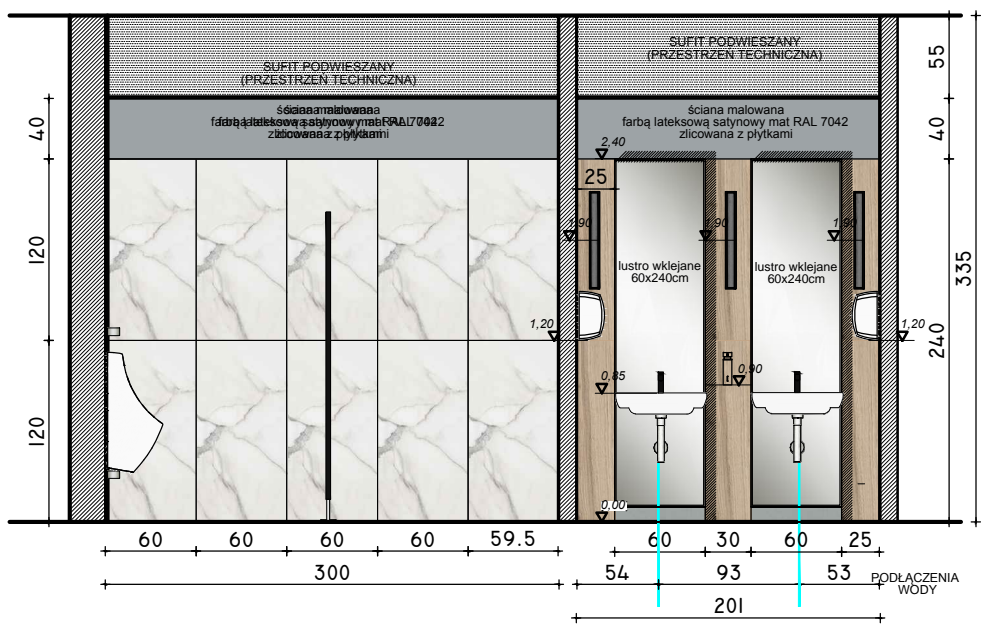 SUFIT PODWIESZANY
(PRZESTRZEŃ TECHNICZNA)
SUFIT PODWIESZANY
(PRZESTRZEŃ TECHNICZNA)
55
335
40
ściana malowana
farbą lateksową satynowy mat RAL 7042
zlicowana z płytkami
ściana malowana
farbą lateksową satynowy mat RAL 7042
zlicowana z płytkami
40
2,40
25
120
1,90
1,90
1,90
lustro wklejane
60x240cm
lustro wklejane
60x240cm
1,20
1,20
240
0,85
0,90
120
0,00
60
60
60
60
59.5
60
30
60
25
300
54
93
53
PODŁĄCZENIA
WODY
201